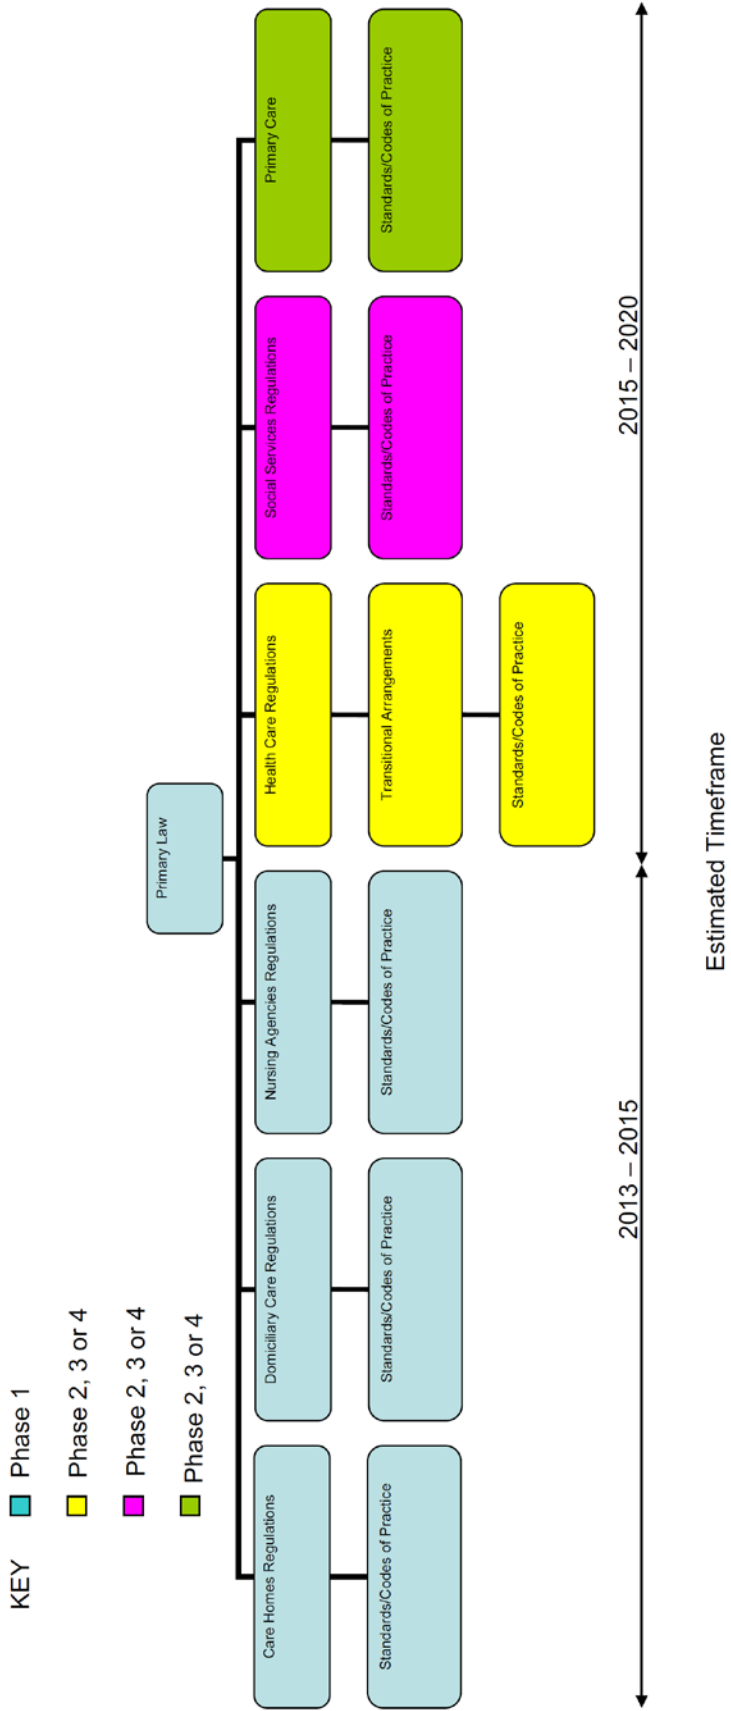 KEY
Phase 1
Phase 2, 3 or 4
Phase 2, 3 or 4
Phase 2, 3 or 4
Primary Law
Care Homes Regulations
Domiciliary Care Regulations
Nursing Agencies Regulations
Health Care Regulations
Social Services Regulations
Primary Care
Standards/Codes of Practice
Standards/Codes of Practice
Standards/Codes of Practice
Transitional Arrangements
Standards/Codes of Practice
Standards/Codes of Practice
Standards/Codes of Practice
2013 – 2015
2015 – 2020
Estimated Timeframe